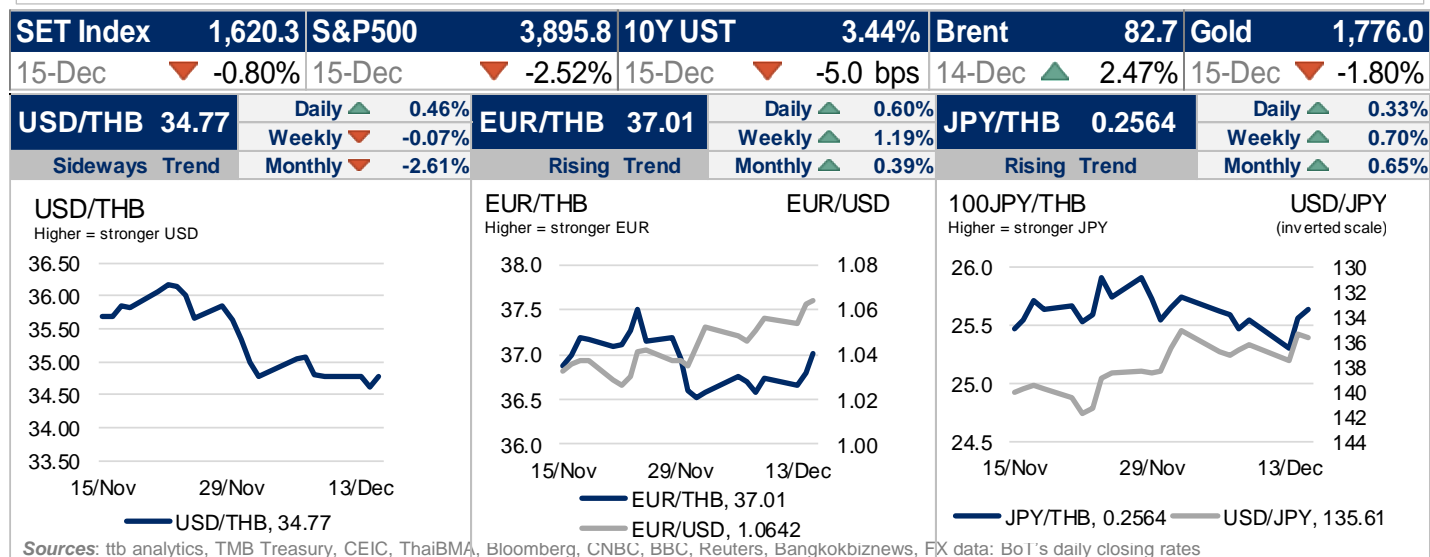 SET Index 1,620.3 S&P500 3,895.8 10Y UST 3.44% Brent 82.7 Gold 1,776.0
15-Dec -0.80% 15-Dec -2.52% 15-Dec -5.0 bps 14-Dec 2.47% 15-Dec -1.80%
USD/THB 34.77
Daily 0.46%
Weekly -0.07%
Sideways Trend Monthly -2.61%
EUR/THB 37.01
Daily 0.60%
Weekly 1.19%
Rising Trend Monthly 0.39%
JPY/THB 0.2564
Daily 0.33%
Weekly 0.70%
Rising Trend Monthly 0.65%
USD/THB
Higher = stronger USD
36.50
36.00
35.50
35.00
34.50
34.00
33.50
15/Nov 29/Nov 13/Dec
USD/THB, 34.77
EUR/THB EUR/USD
Higher = stronger EUR
38.0 1.08
37.5 1.06
37.0 1.04
36.5 1.02
36.0 1.00
15/Nov 29/Nov 13/Dec
EUR/THB, 37.01
EUR/USD, 1.0642
100JPY/THB USD/JPY
Higher = stronger JPY (inverted scale)
26.0
25.5
25.0
24.5
130
132
134
136
138
140
142
144
15/Nov 29/Nov 13/Dec
JPY/THB, 0.2564 USD/JPY, 135.61
Sources: ttb analytics, TMB Treasury, CEIC, ThaiBMA, Bloomberg, CNBC, BBC, Reuters, Bangkokbiznews, FX data: BoT's daily closing rates